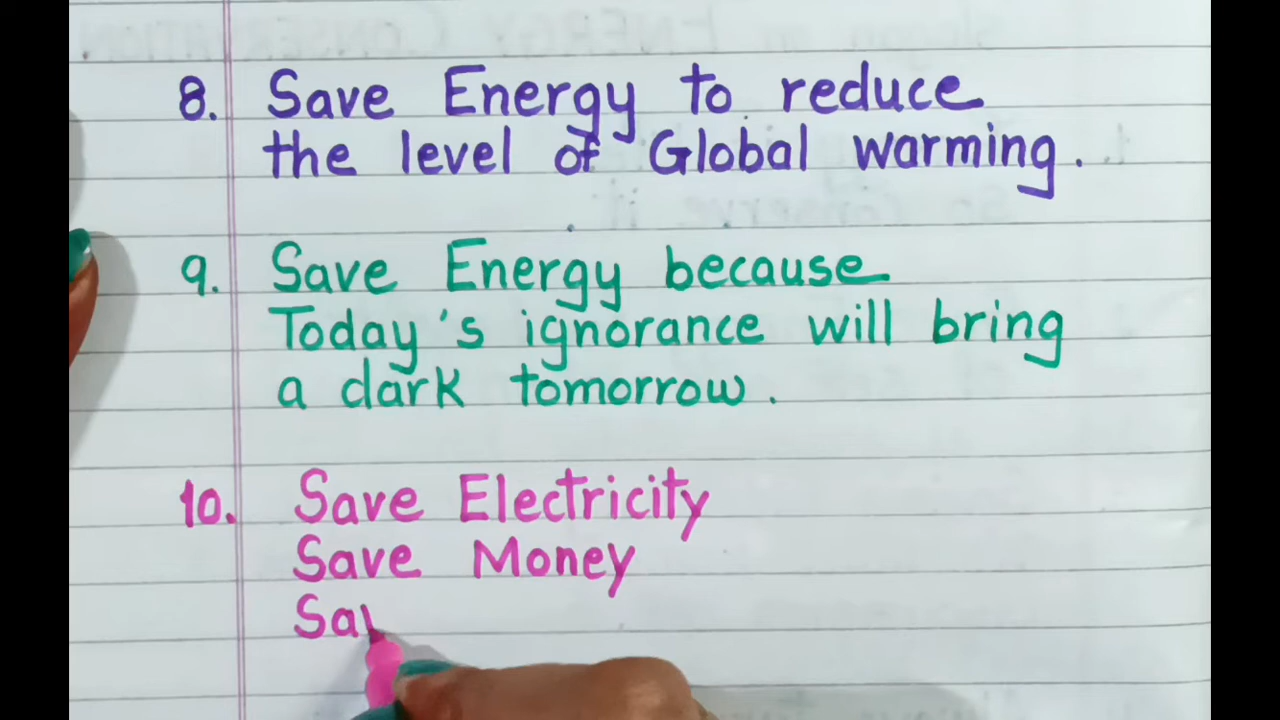 8. Save Energy to reduce
the level of Global warming.
9. Save Energy because
Today's ignorance will bring
a dark tomorrow.
10. Save Electricity
Save Money